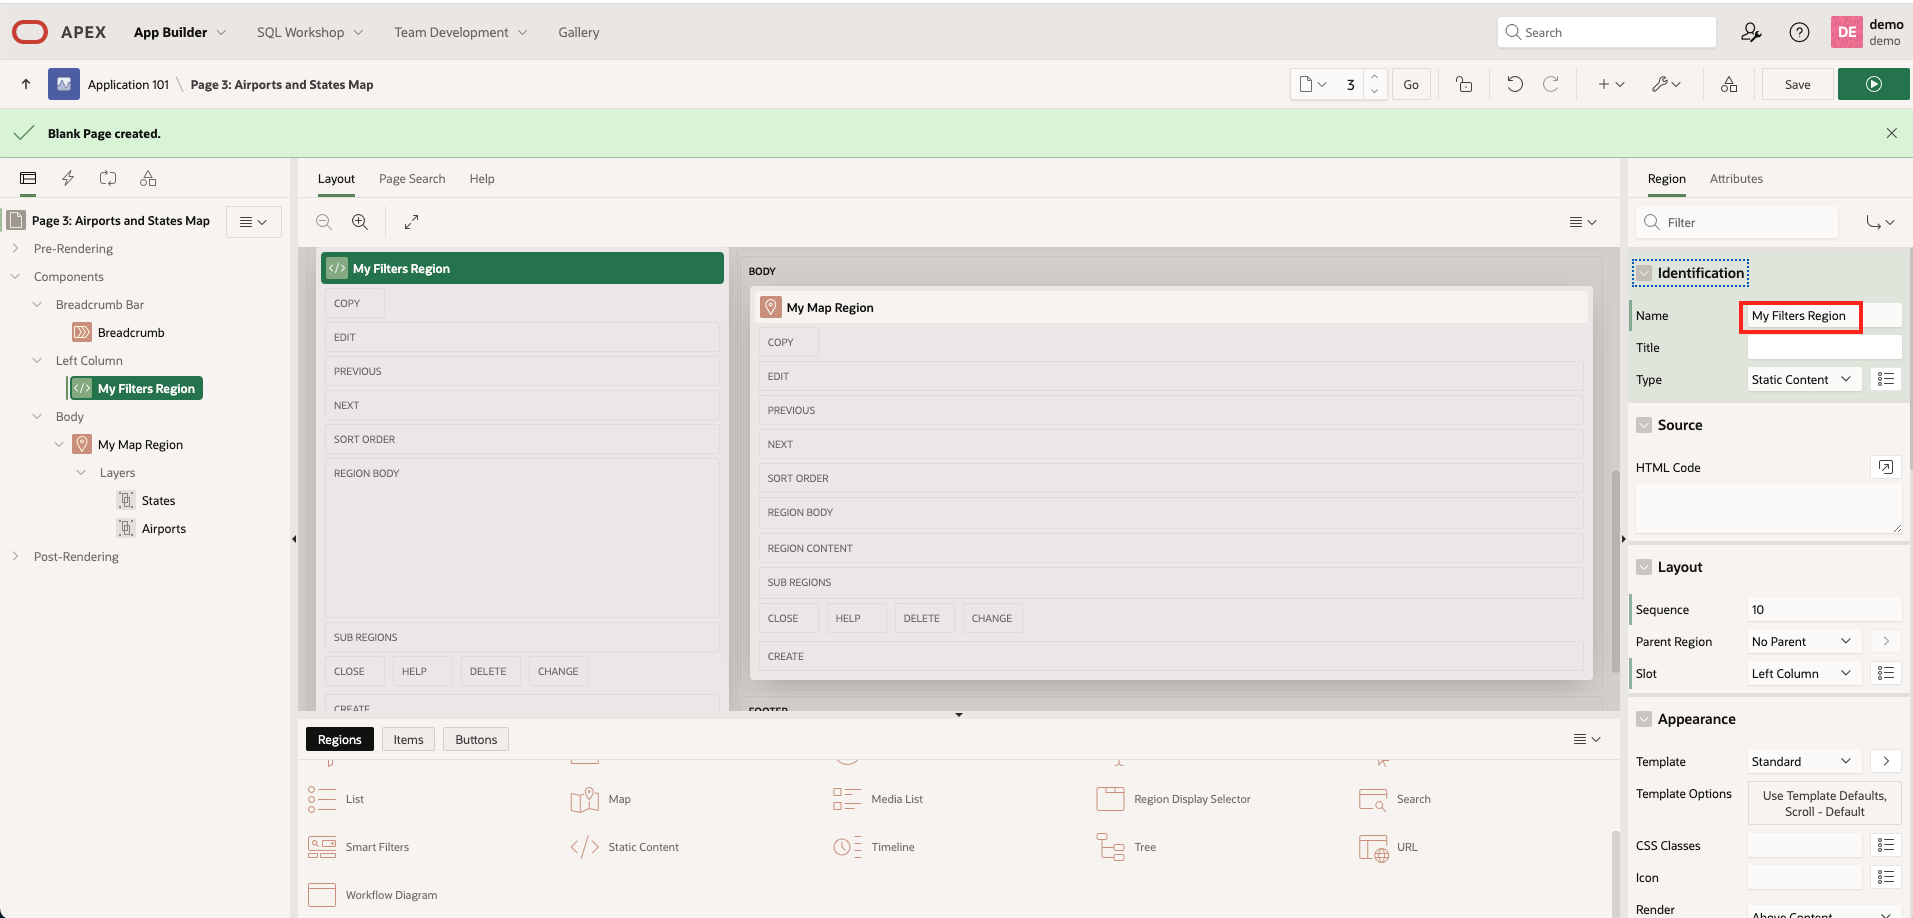 APEX App Builder SQL Workshop Team Development Gallery Search DE demo
demo
Application 101 \ Page 3: Airports and States Map 3 Go Save
Blank Page created.
Page 3: Airports and States Map
Pre-Rendering
Components
Breadcrumb Bar
Breadcrumb
Left Column
My Filters Region
Body
My Map Region
Layers
States
Airports
Post-Rendering
Layout Page Search Help
My Filters Region
COPY
EDIT
PREVIOUS
NEXT
SORT ORDER
REGION BODY
SUB REGIONS
CLOSE HELP DELETE CHANGE
CREATE
BODY
My Map Region
COPY
EDIT
PREVIOUS
NEXT
SORT ORDER
REGION BODY
REGION CONTENT
SUB REGIONS
CLOSE HELP DELETE CHANGE
CREATE
FOOTER
Regions Items Buttons
List Map Media List Region Display Selector Search
Smart Filters Static Content Timeline Tree URL
Workflow Diagram
Region Attributes
Filter
Identification
Name My Filters Region
Title
Type Static Content
Source
HTML Code
Layout
Sequence 10
Parent Region No Parent
Slot Left Column
Appearance
Template Standard
Template Options Use Template Defaults,
Scroll - Default
CSS Classes
Icon
Render Above Content